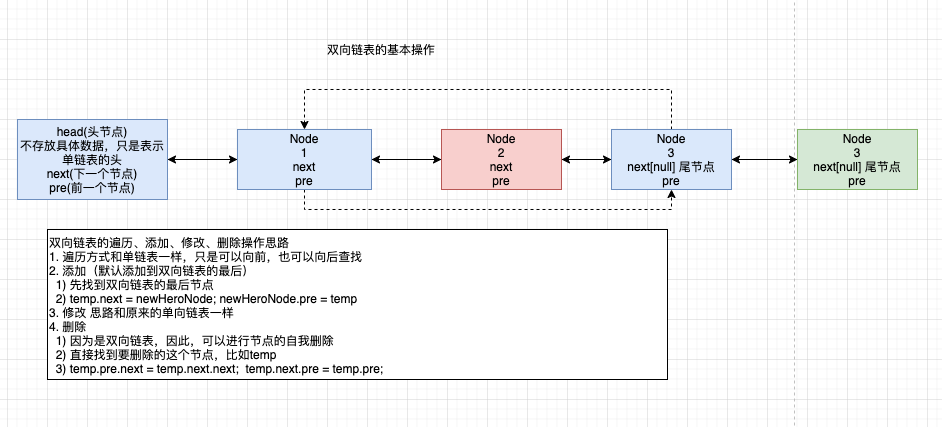 双向链表的基本操作
head(头节点)
不存放具体数据，只是表示
单链表的头
next(下一个节点)
pre(前一个节点)
Node
1
next
pre
Node
2
next
pre
Node
3
next[null] 尾节点
pre
Node
3
next[null] 尾节点
pre
双向链表的遍历、添加、修改、删除操作思路
1. 遍历方式和单链表一样，只是可以向前，也可以向后查找
2. 添加（默认添加到双向链表的最后）
1) 先找到双向链表的最后节点
2) temp.next = newHeroNode; newHeroNode.pre = temp
3. 修改 思路和原来的单向链表一样
4. 删除
1) 因为是双向链表，因此，可以进行节点的自我删除
2) 直接找到要删除的这个节点，比如temp
3) temp.pre.next = temp.next.next;  temp.next.pre = temp.pre;